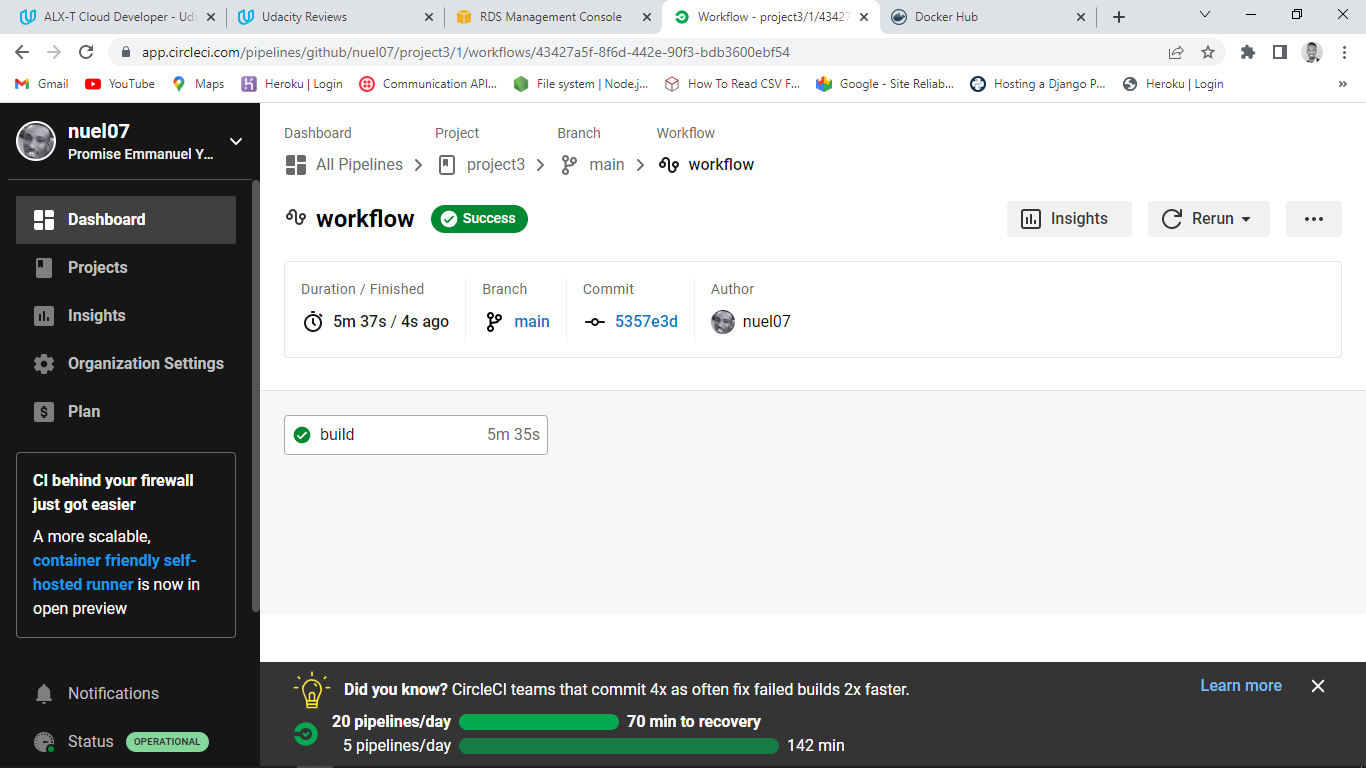 ALX-T Cloud Developer - Uda
Udacity Reviews
RDS Management Console
Workflow - project3/1/43427
Docker Hub
app.circleci.com/pipelines/github/nuel07/project3/1/workflows/43427a5f-8f6d-442e-90f3-bdb3600ebf54
Gmail
YouTube
Maps
Heroku | Login
Communication API...
File system | Node.j...
How To Read CSV F...
Google - Site Reliab...
Hosting a Django P...
Heroku | Login
»
nuel07
Promise Emmanuel Y...
Dashboard
Projects
Insights
Organization Settings
Plan
CI behind your firewall
just got easier
A more scalable,
container friendly self-
hosted runner is now in
open preview
Notifications
Status OPERATIONAL
Dashboard Project Branch Workflow
All Pipelines project3 main workflow
workflow Success
Insights Rerun ...
Duration / Finished Branch Commit Author
5m 37s / 4s ago main 5357e3d nuel07
build 5m 35s
Did you know? CircleCI teams that commit 4x as often fix failed builds 2x faster.
Learn more
20 pipelines/day 70 min to recovery
5 pipelines/day 142 min